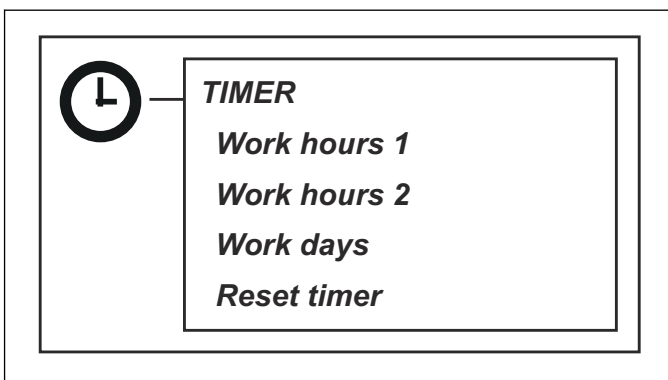 TIMER
Work hours 1
Work hours 2
Work days
Reset timer